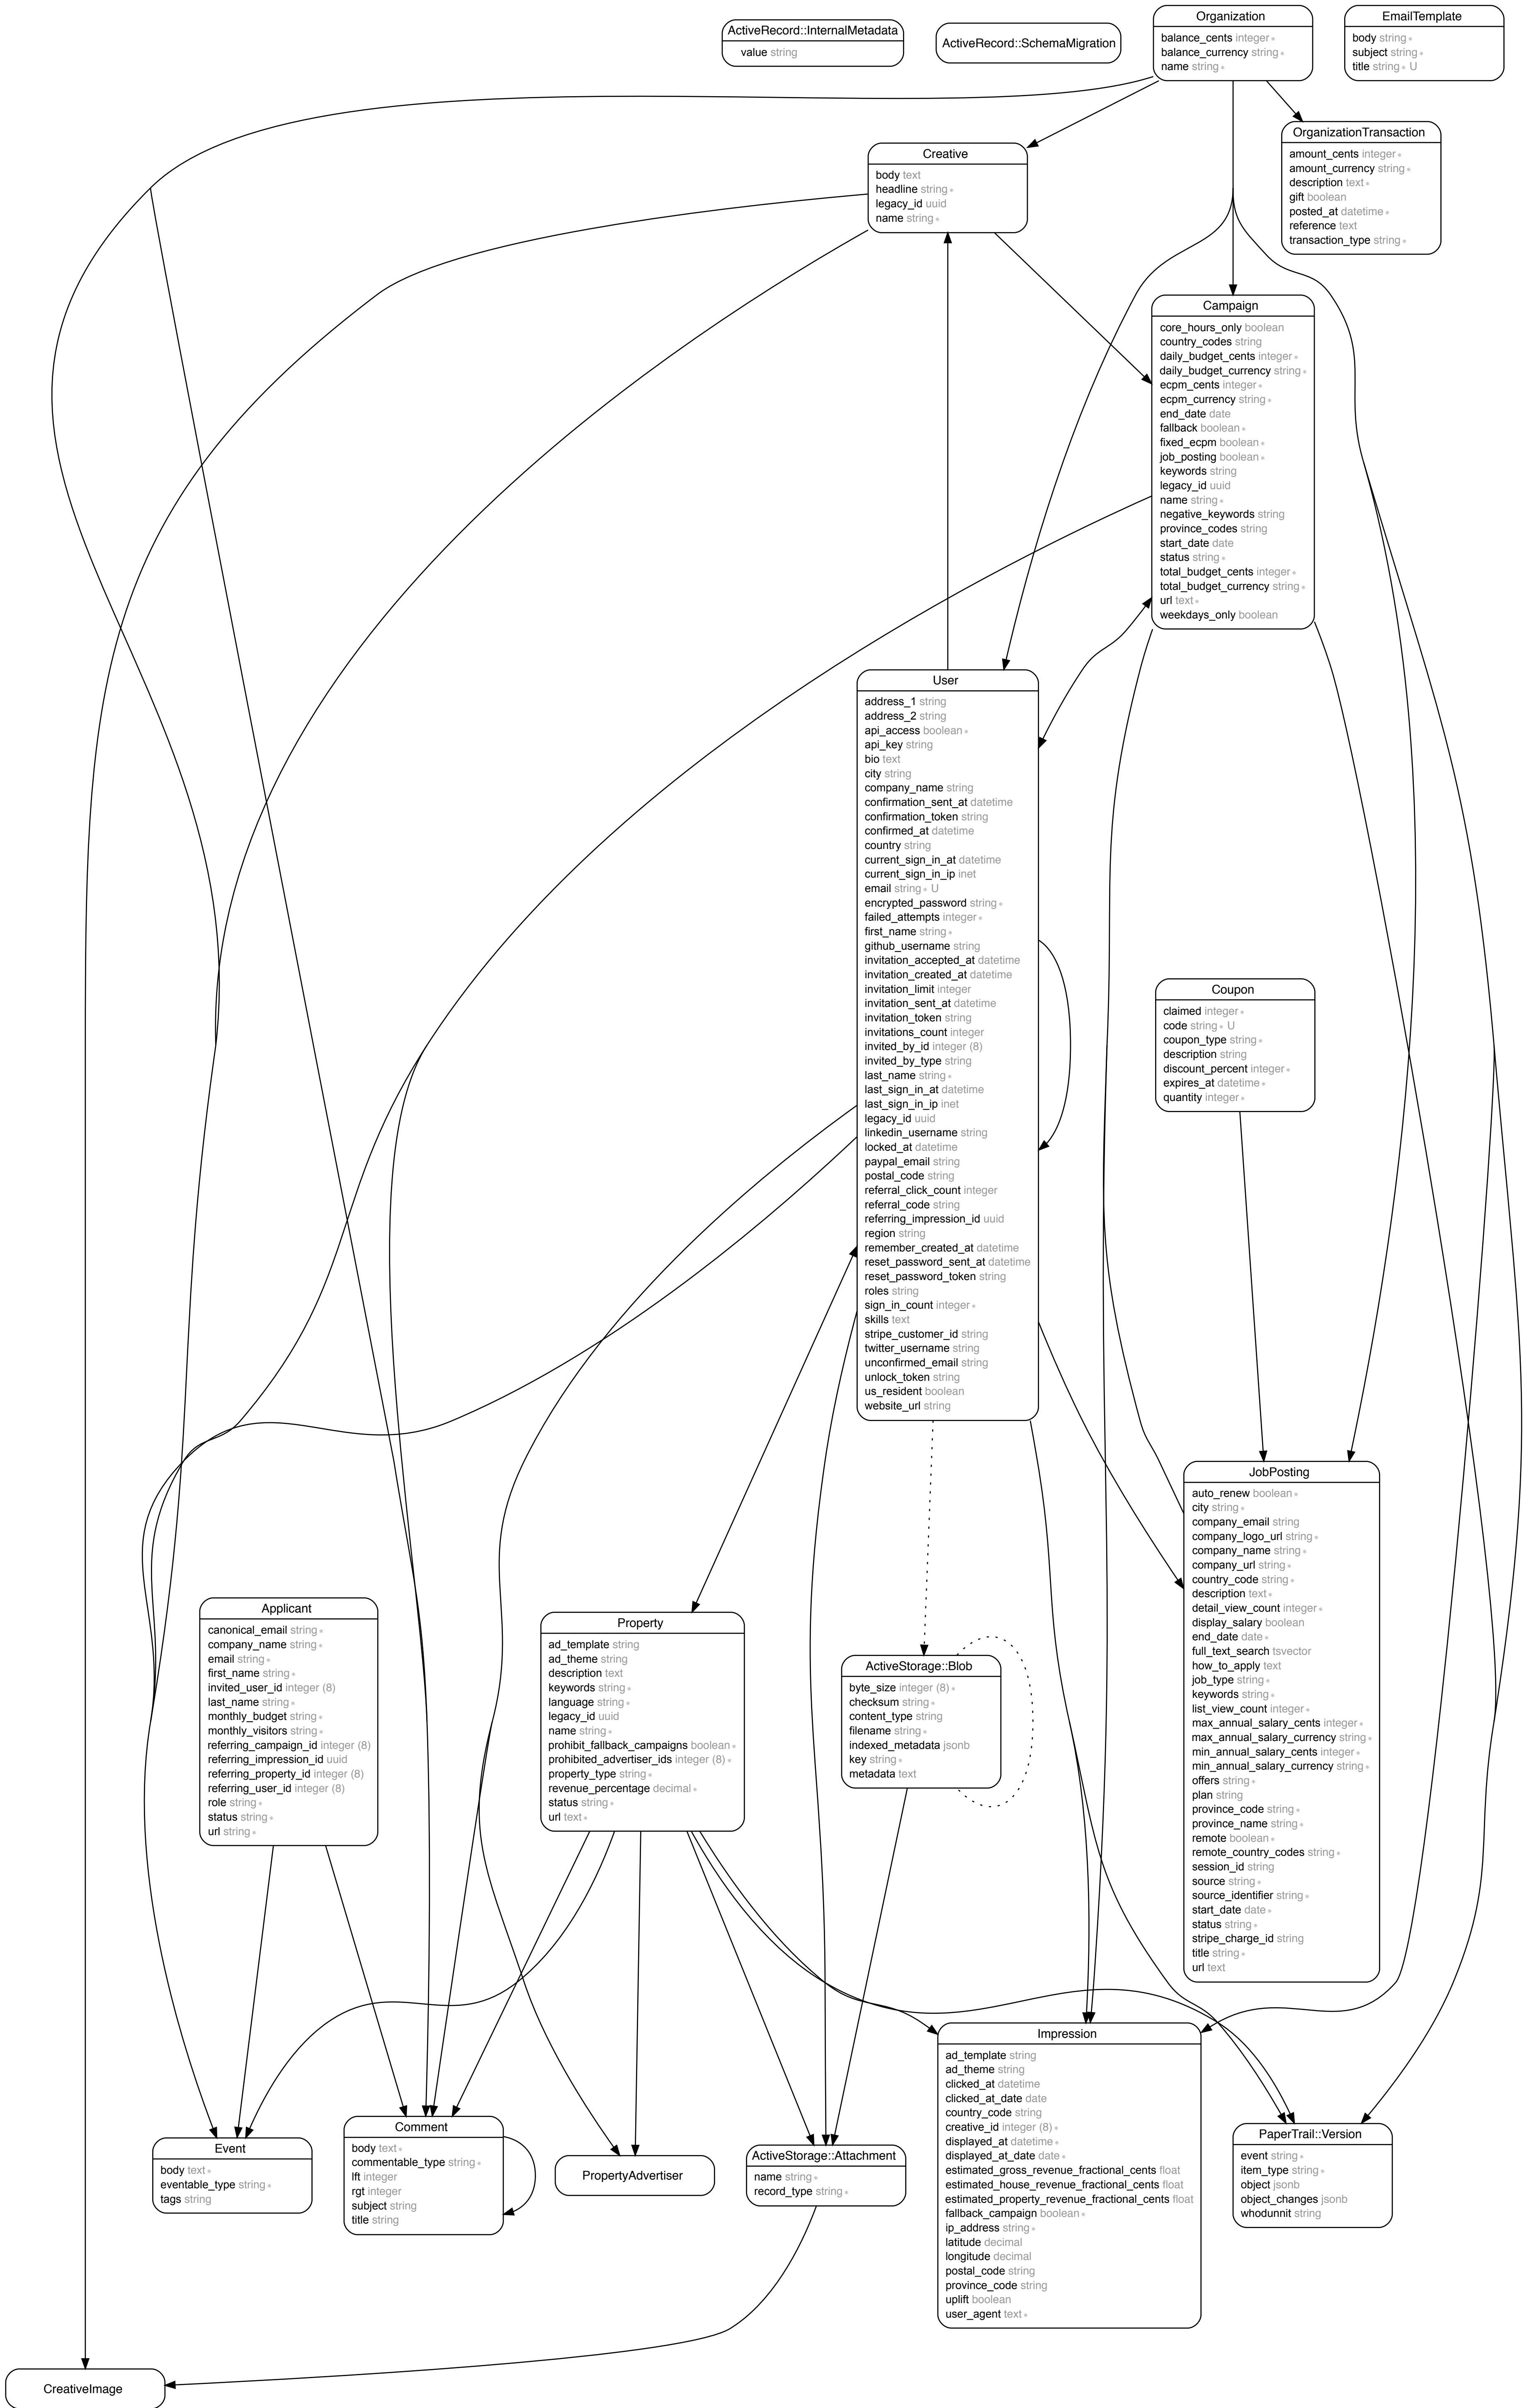 ActiveRecord::InternalMetadata
value string
ActiveRecord::SchemaMigration
Organization
balance_cents integer ∗
balance_currency string ∗
name string ∗
EmailTemplate
body string ∗
subject string ∗
title string ∗ U
OrganizationTransaction
amount_cents integer ∗
amount_currency string ∗
description text ∗
gift boolean
posted_at datetime ∗
reference text
transaction_type string ∗
Creative
body text
headline string ∗
legacy_id uuid
name string ∗
Campaign
core_hours_only boolean
country_codes string
daily_budget_cents integer ∗
daily_budget_currency string ∗
ecpm_cents integer ∗
ecpm_currency string ∗
end_date date
fallback boolean ∗
fixed_ecpm boolean ∗
job_posting boolean ∗
keywords string
legacy_id uuid
name string ∗
negative_keywords string
province_codes string
start_date date
status string ∗
total_budget_cents integer ∗
total_budget_currency string ∗
url text ∗
weekdays_only boolean
User
address_1 string
address_2 string
api_access boolean ∗
api_key string
bio text
city string
company_name string
confirmation_sent_at datetime
confirmation_token string
confirmed_at datetime
country string
current_sign_in_at datetime
current_sign_in_ip inet
email string ∗ U
encrypted_password string ∗
failed_attempts integer ∗
first_name string ∗
github_username string
invitation_accepted_at datetime
invitation_created_at datetime
invitation_limit integer
invitation_sent_at datetime
invitation_token string
invitations_count integer
invited_by_id integer (8)
invited_by_type string
last_name string ∗
last_sign_in_at datetime
last_sign_in_ip inet
legacy_id uuid
linkedin_username string
locked_at datetime
paypal_email string
postal_code string
referral_click_count integer
referral_code string
referring_impression_id uuid
region string
remember_created_at datetime
reset_password_sent_at datetime
reset_password_token string
roles string
sign_in_count integer ∗
skills text
stripe_customer_id string
twitter_username string
unconfirmed_email string
unlock_token string
us_resident boolean
website_url string
Coupon
claimed integer ∗
code string ∗ U
coupon_type string ∗
description string
discount_percent integer ∗
expires_at datetime ∗
quantity integer ∗
JobPosting
auto_renew boolean ∗
city string ∗
company_email string
company_logo_url string ∗
company_name string ∗
company_url string ∗
country_code string ∗
description text ∗
detail_view_count integer ∗
display_salary boolean
end_date date ∗
full_text_search tsvector
how_to_apply text
job_type string ∗
keywords string ∗
list_view_count integer ∗
max_annual_salary_cents integer ∗
max_annual_salary_currency string ∗
min_annual_salary_cents integer ∗
min_annual_salary_currency string ∗
offers string ∗
plan string
province_code string ∗
province_name string ∗
remote boolean ∗
remote_country_codes string ∗
session_id string
source string ∗
source_identifier string ∗
start_date date ∗
status string ∗
stripe_charge_id string
title string ∗
url text
Applicant
canonical_email string ∗
company_name string ∗
email string ∗
first_name string ∗
invited_user_id integer (8)
last_name string ∗
monthly_budget string ∗
monthly_visitors string ∗
referring_campaign_id integer (8)
referring_impression_id uuid
referring_property_id integer (8)
referring_user_id integer (8)
role string ∗
status string ∗
url string ∗
Property
ad_template string
ad_theme string
description text
keywords string ∗
language string ∗
legacy_id uuid
name string ∗
prohibit_fallback_campaigns boolean ∗
prohibited_advertiser_ids integer (8) ∗
property_type string ∗
revenue_percentage decimal ∗
status string ∗
url text ∗
ActiveStorage::Blob
byte_size integer (8) ∗
checksum string ∗
content_type string
filename string ∗
indexed_metadata jsonb
key string ∗
metadata text
Impression
ad_template string
ad_theme string
clicked_at datetime
clicked_at_date date
country_code string
creative_id integer (8) ∗
displayed_at datetime ∗
displayed_at_date date ∗
estimated_gross_revenue_fractional_cents float
estimated_house_revenue_fractional_cents float
estimated_property_revenue_fractional_cents float
fallback_campaign boolean ∗
ip_address string ∗
latitude decimal
longitude decimal
postal_code string
province_code string
uplift boolean
user_agent text ∗
Event
body text ∗
eventable_type string ∗
tags string
Comment
body text ∗
commentable_type string ∗
lft integer
rgt integer
subject string
title string
PropertyAdvertiser
ActiveStorage::Attachment
name string ∗
record_type string ∗
PaperTrail::Version
event string ∗
item_type string ∗
object jsonb
object_changes jsonb
whodunnit string
CreativeImage